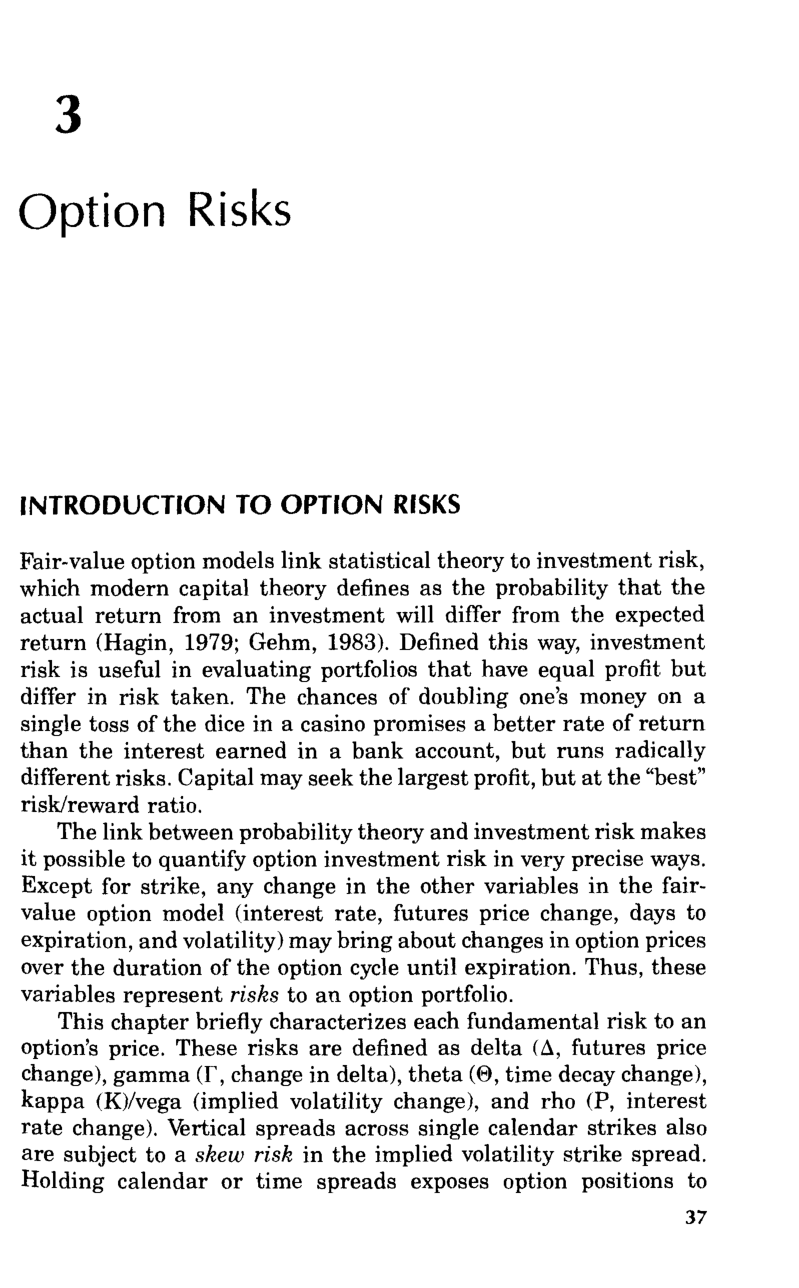 3
Option Risks
INTRODUCTION TO OPTION RISKS
Fair-value option models link statistical theory to investment risk,
which modern capital theory defines as the probability that the
actual return from an investment will differ from the expected
return (Hagin, 1979; Gehm, 1983). Defined this way, investment
risk is useful in evaluating portfolios that have equal profit but
differ in risk taken. The chances of doubling one's money on a
single toss of the dice in a casino promises a better rate of return
than the interest earned in a bank account, but runs radically
different risks. Capital may seek the largest profit, but at the “best”
risk/reward ratio.
The link between probability theory and investment risk makes
it possible to quantify option investment risk in very precise ways.
Except for strike, any change in the other variables in the fair-
value option model (interest rate, futures price change, days to
expiration, and volatility) may bring about changes in option prices
over the duration of the option cycle until expiration. Thus, these
variables represent risks to an option portfolio.
This chapter briefly characterizes each fundamental risk to an
option's price. These risks are defined as delta (Δ, futures price
change), gamma (Γ, change in delta), theta (Θ, time decay change),
kappa (K)/vega (implied volatility change), and rho (P, interest
rate change). Vertical spreads across single calendar strikes also
are subject to a skew risk in the implied volatility strike spread.
Holding calendar or time spreads exposes option positions to
37